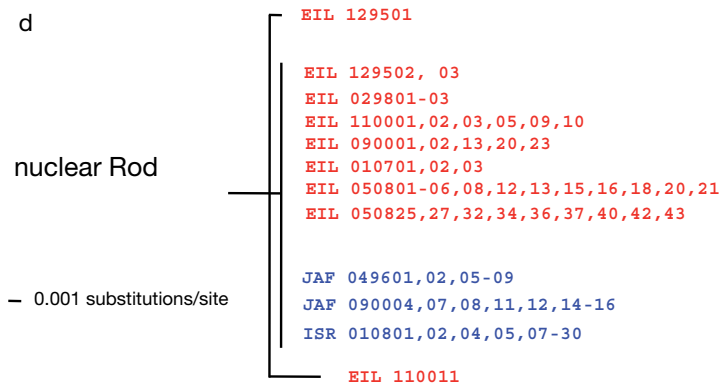 d
EIL 129501
EIL 129502, 03
EIL 029801-03
EIL 110001,02,03,05,09,10
EIL 090001,02,13,20,23
nuclear Rod
EIL 010701,02,03
EIL 050801-06,08,12,13,15,16,18,20,21
EIL 050825,27,32,34,36,37,40,42,43
JAF 049601,02,05-09
0.001 substitutions/site
JAF 090004,07,08,11,12,14-16
ISR 010801,02,04,05,07-30
EIL 110011